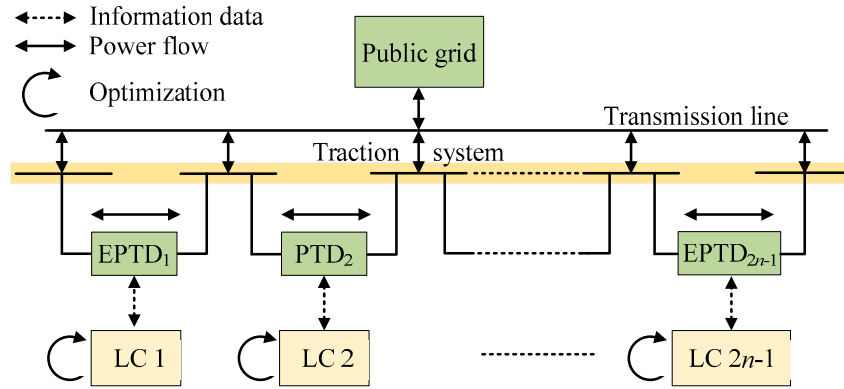 Information data
Power flow
Optimization
Public grid
Transmission line
Traction system
EPTD₁ PTD₂ EPTD₂ₙ₋₁
LC 1 LC 2 LC 2n-1